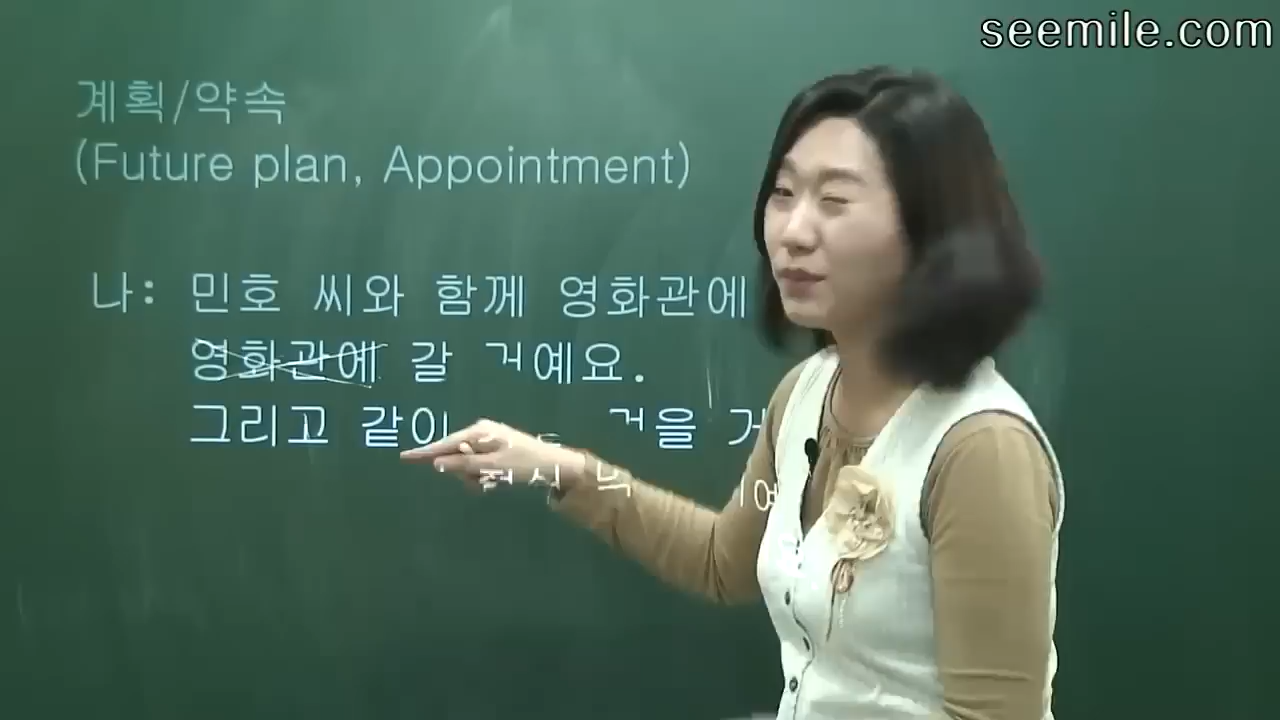 seemile.com
계획/약속
(Future plan, Appointment)
나: 민호 씨와 함께 영화관에
영화관에 갈 거예요.
그리고 같이